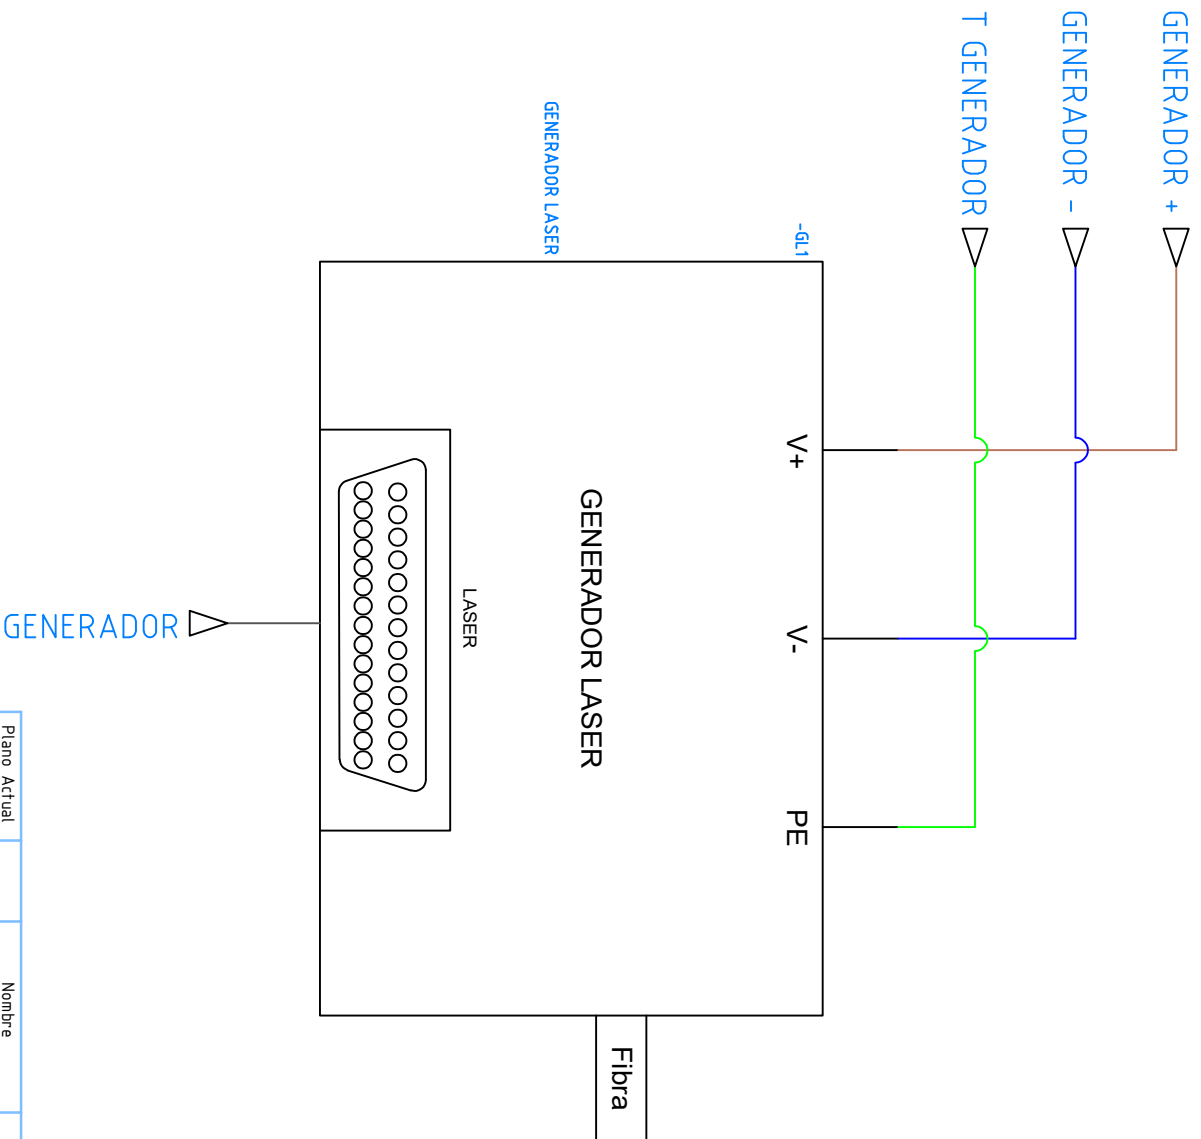 GENERADOR +
GENERADOR -
T GENERADOR
-GL1
GENERADOR LASER
V+
V-
PE
GENERADOR LASER
LASER
Fibra
GENERADOR
Plano Actual
Nombre